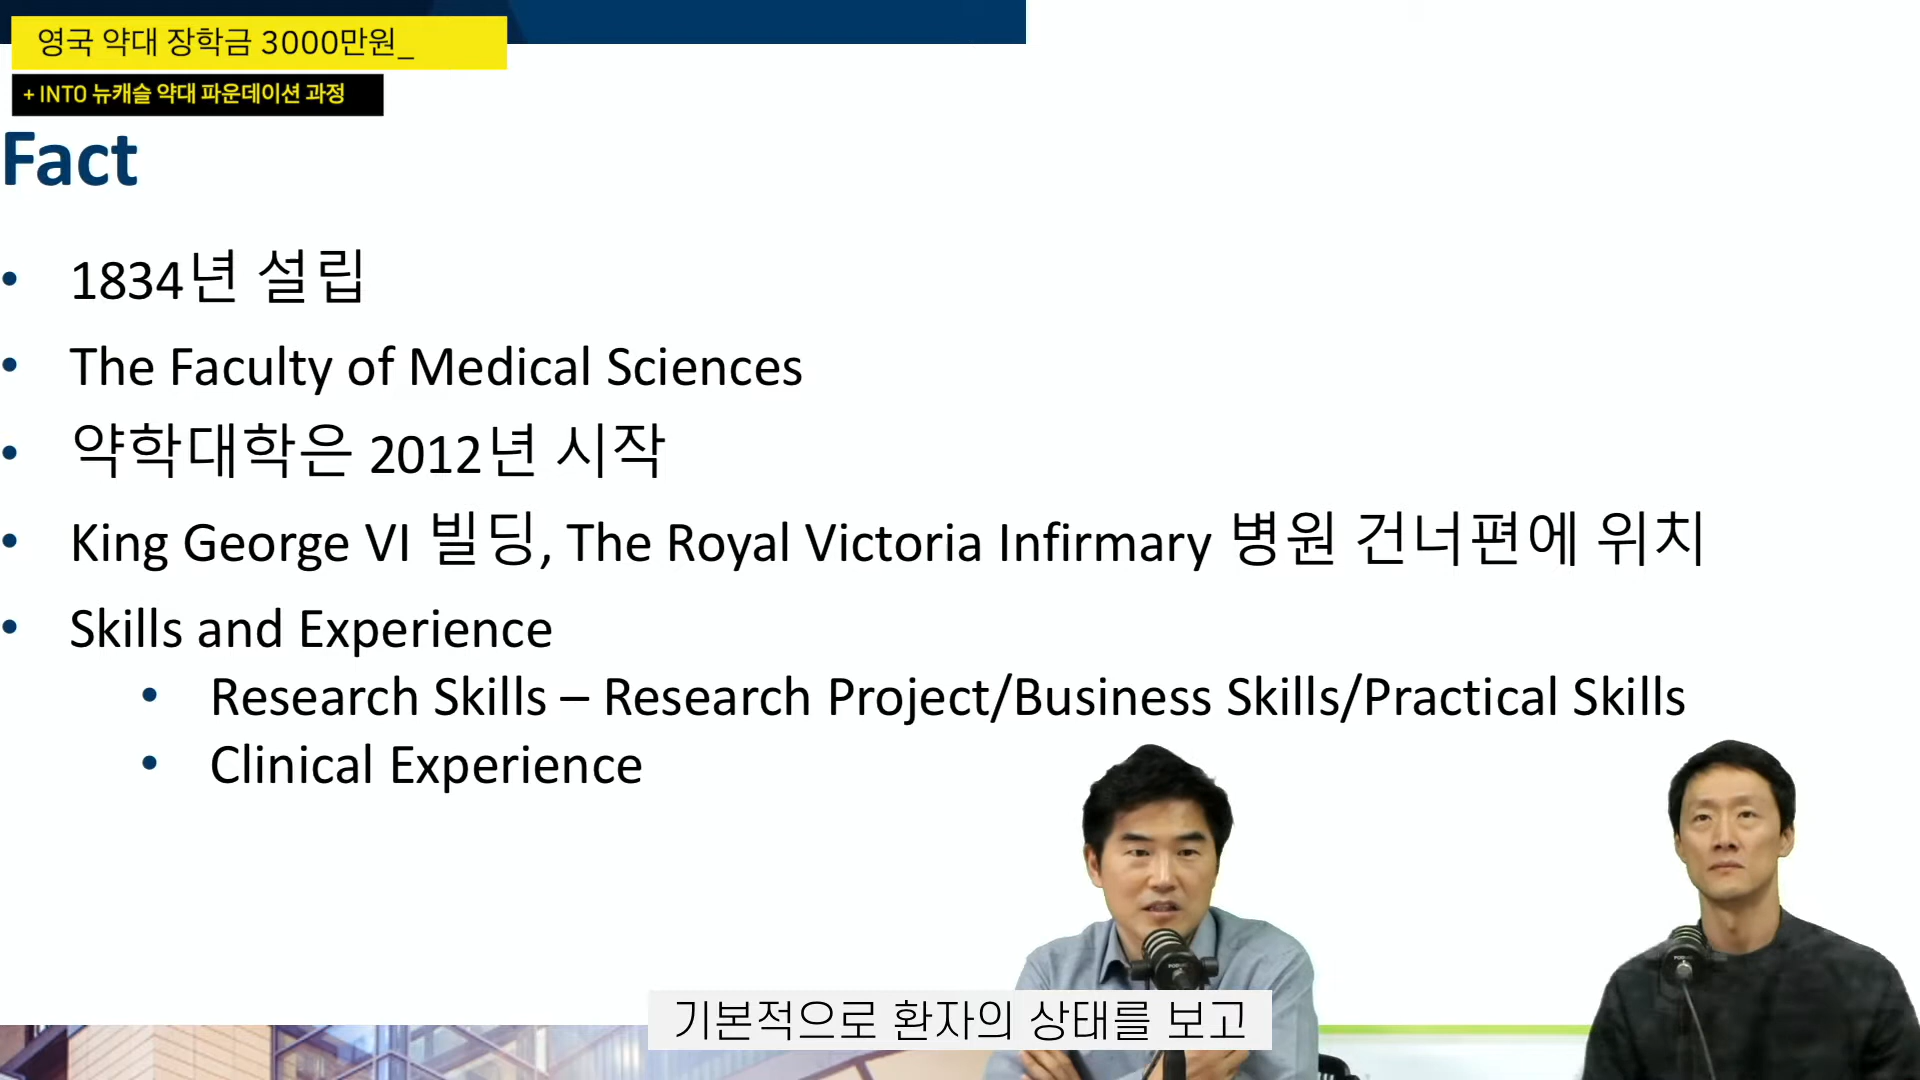 영국 약대 장학금 3000만원_
+ INTO 뉴캐슬 약대 파운데이션 과정
Fact
• 1834년 설립
• The Faculty of Medical Sciences
• 약학대학은 2012년 시작
• King George VI 빌딩, The Royal Victoria Infirmary 병원 건너편에 위치
• Skills and Experience
• Research Skills – Research Project/Business Skills/Practical Skills
• Clinical Experience
기본적으로 환자의 상태를 보고